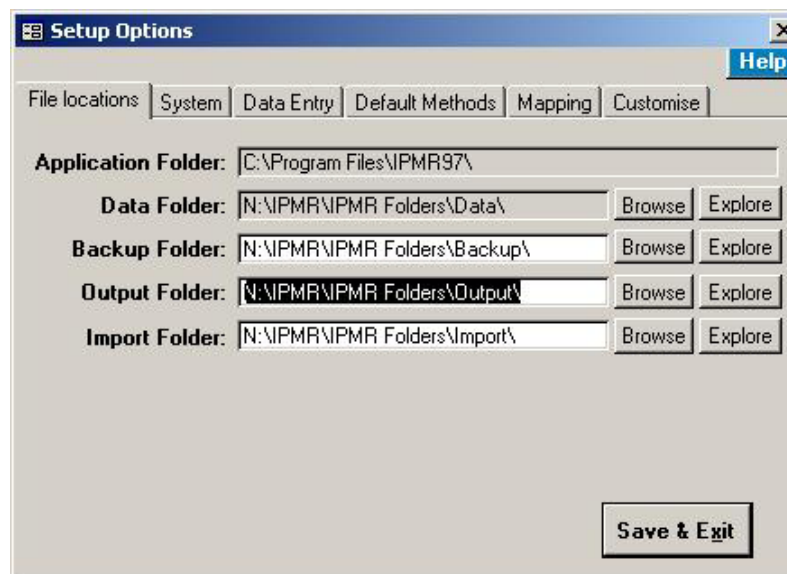 Setup Options
Help
File locations System Data Entry Default Methods Mapping Customise
Application Folder: C:\Program Files\IPMR97\
Data Folder: N:\IPMR\IPMR Folders\Data\ Browse Explore
Backup Folder: N:\IPMR\IPMR Folders\Backup\ Browse Explore
Output Folder: N:\IPMR\IPMR Folders\Output\ Browse Explore
Import Folder: N:\IPMR\IPMR Folders\Import\ Browse Explore
Save & Exit